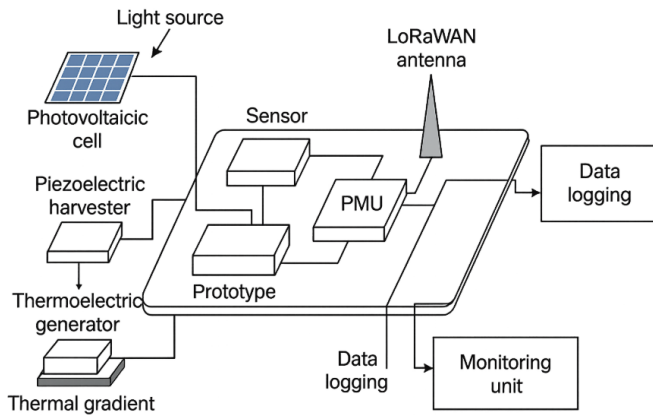 Light source
LoRaWAN
antenna
Photovoltaicic
cell
Sensor
Data
logging
Piezoelectric
harvester
PMU
Thermoelectric
generator
Prototype
Data
logging
Monitoring
unit
Thermal gradient